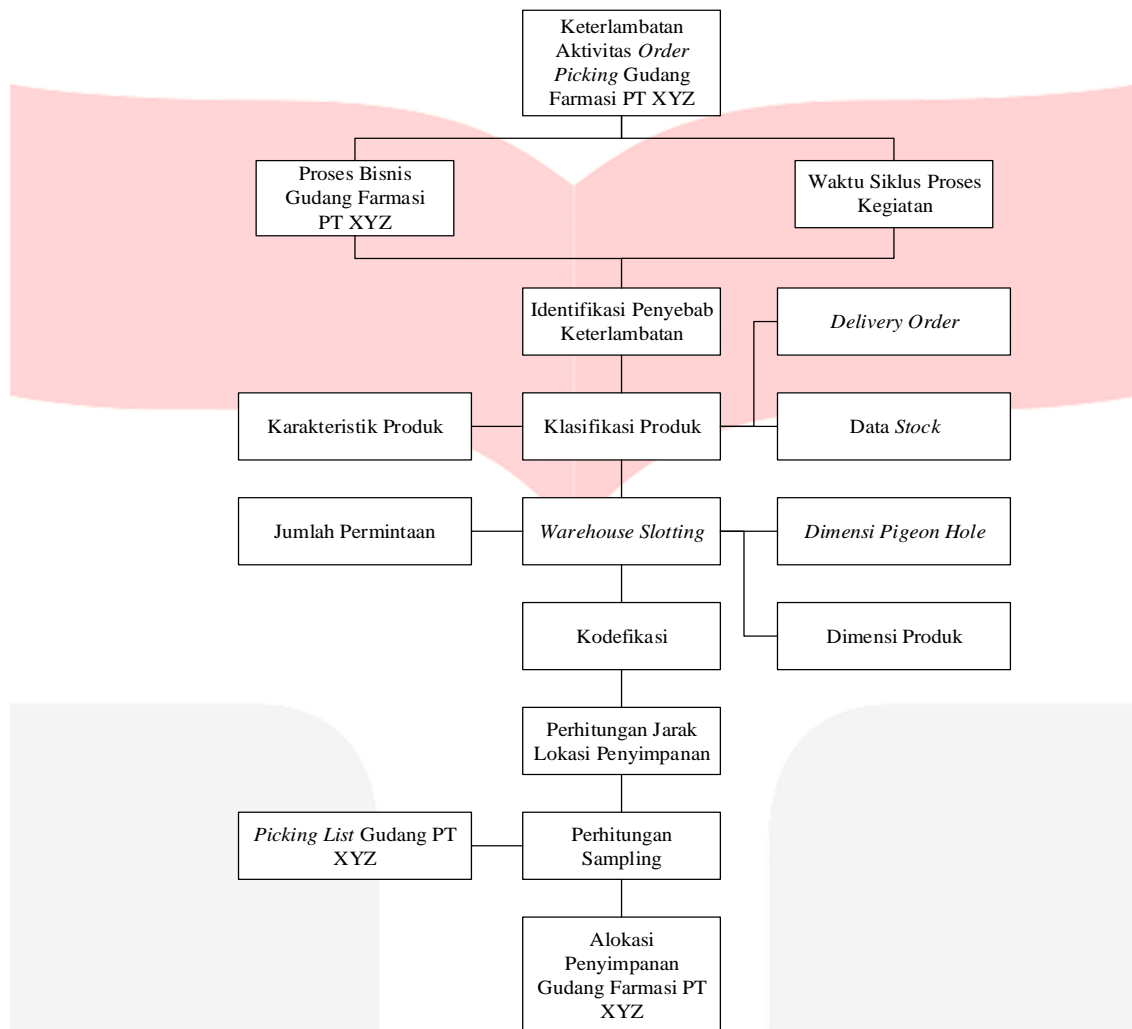 Keterlambatan
Aktivitas Order
Picking Gudang
Farmasi PT XYZ
Proses Bisnis
Gudang Farmasi
PT XYZ
Waktu Siklus Proses
Kegiatan
Identifikasi Penyebab
Keterlambatan
Delivery Order
Karakteristik Produk
Klasifikasi Produk
Data Stock
Jumlah Permintaan
Warehouse Slotting
Dimensi Pigeon Hole
Kodefikasi
Dimensi Produk
Perhitungan Jarak
Lokasi Penyimpanan
Picking List Gudang PT
XYZ
Perhitungan
Sampling
Alokasi
Penyimpanan
Gudang Farmasi PT
XYZ